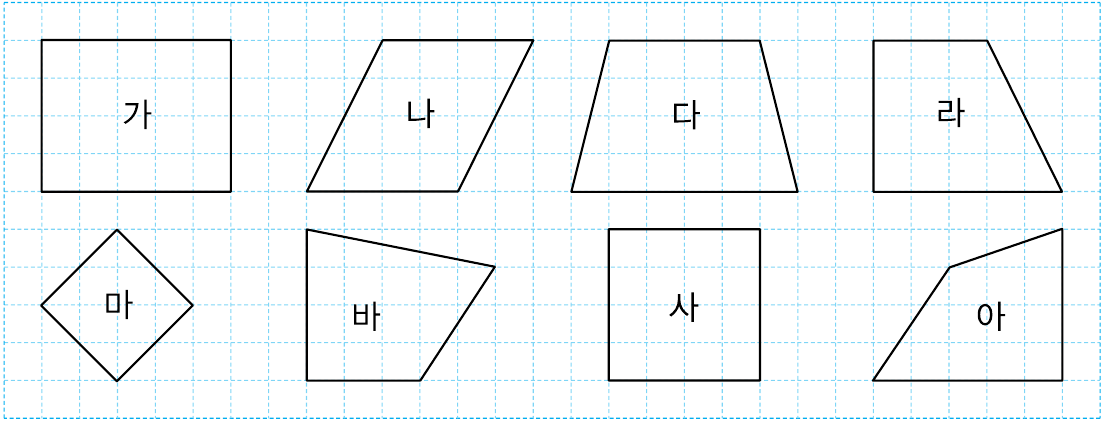 가 나 다 라
마 바 사 아